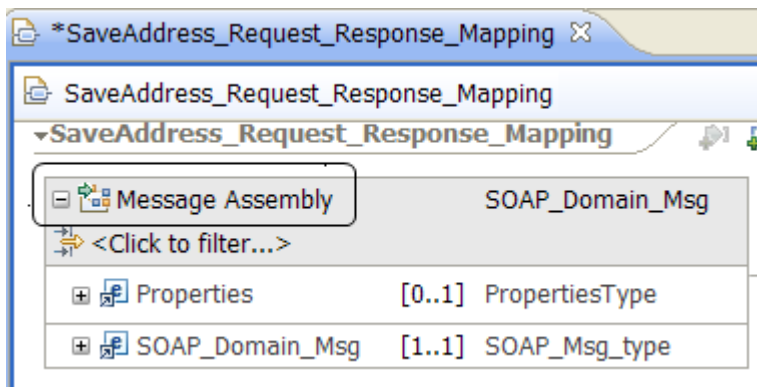 *SaveAddress_Request_Response_Mapping
SaveAddress_Request_Response_Mapping
SaveAddress_Request_Response_Mapping
Message Assembly SOAP_Domain_Msg
<Click to filter...>
Properties [0..1] PropertiesType
SOAP_Domain_Msg [1..1] SOAP_Msg_type